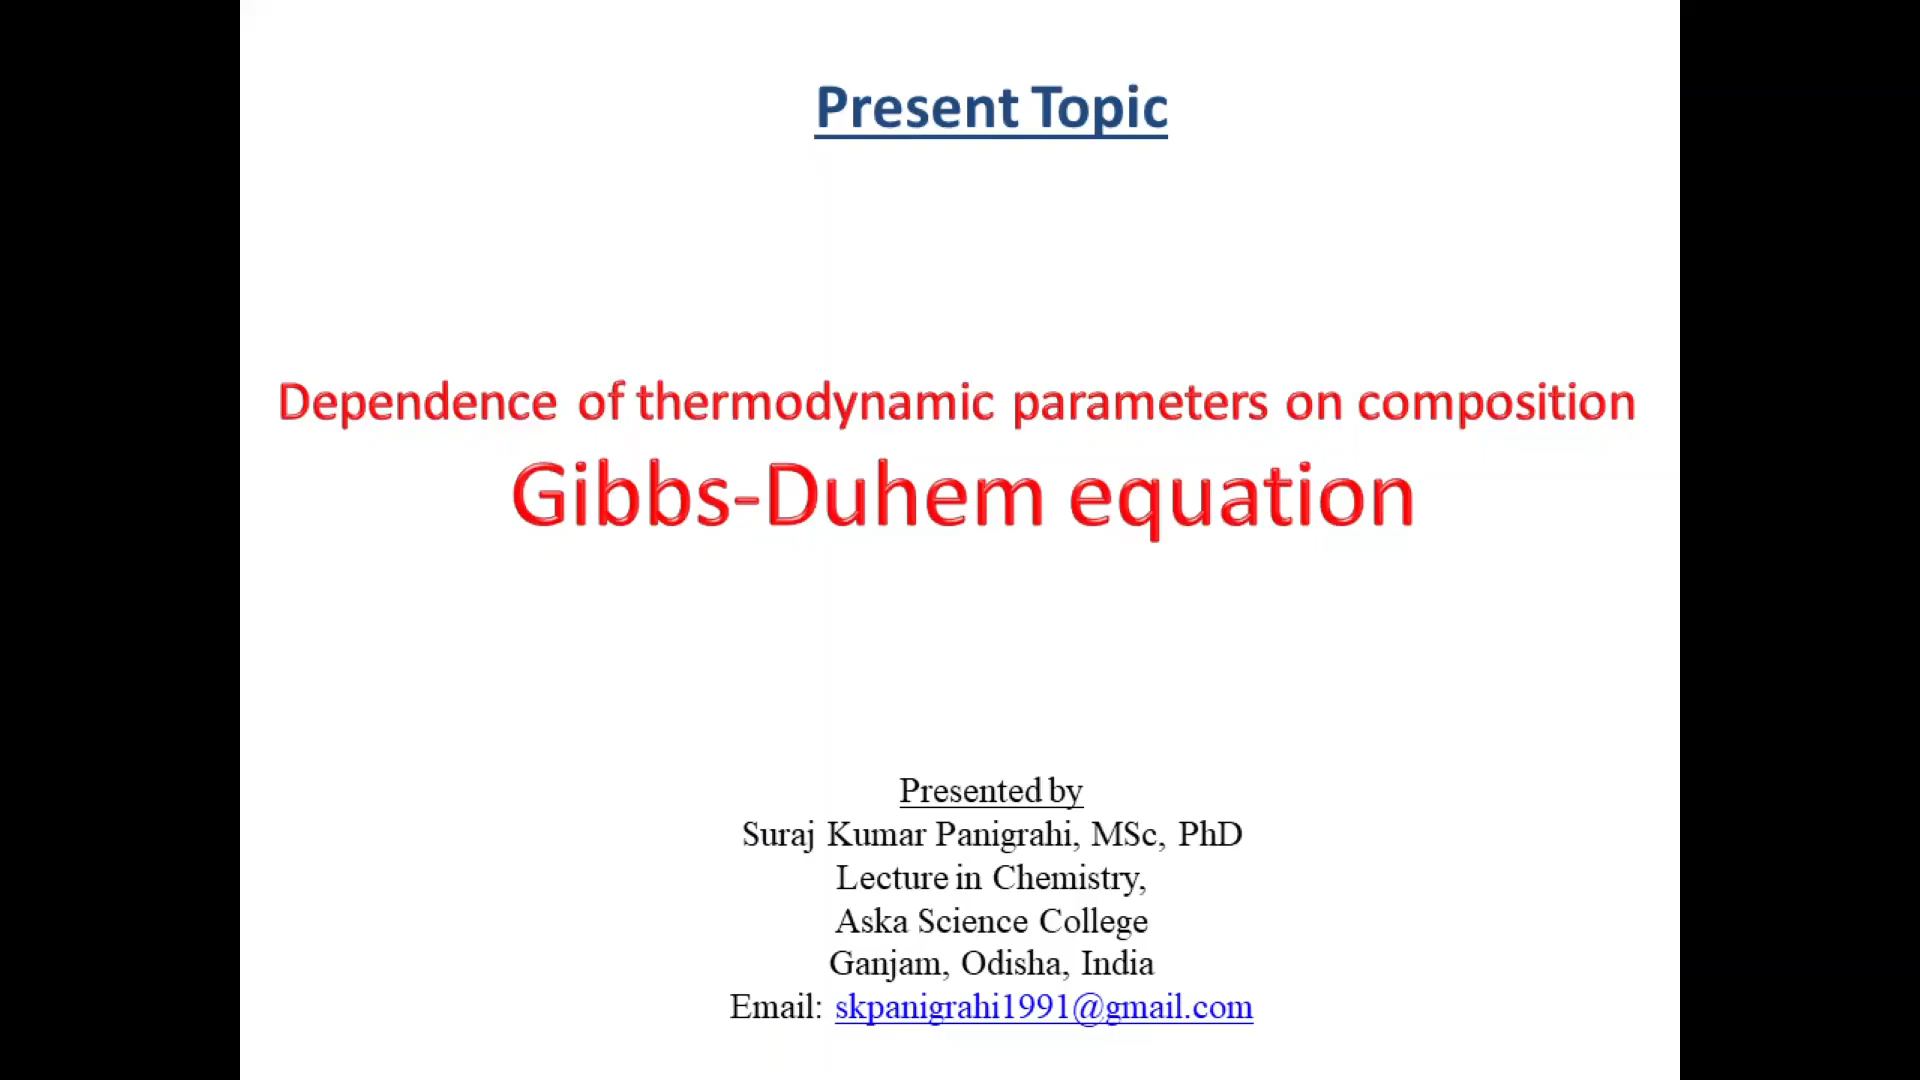 Present Topic
Dependence of thermodynamic parameters on composition
Gibbs-Duhem equation
Presented by
Suraj Kumar Panigrahi, MSc, PhD
Lecture in Chemistry,
Aska Science College
Ganjam, Odisha, India
Email: skpanigrahi1991@gmail.com